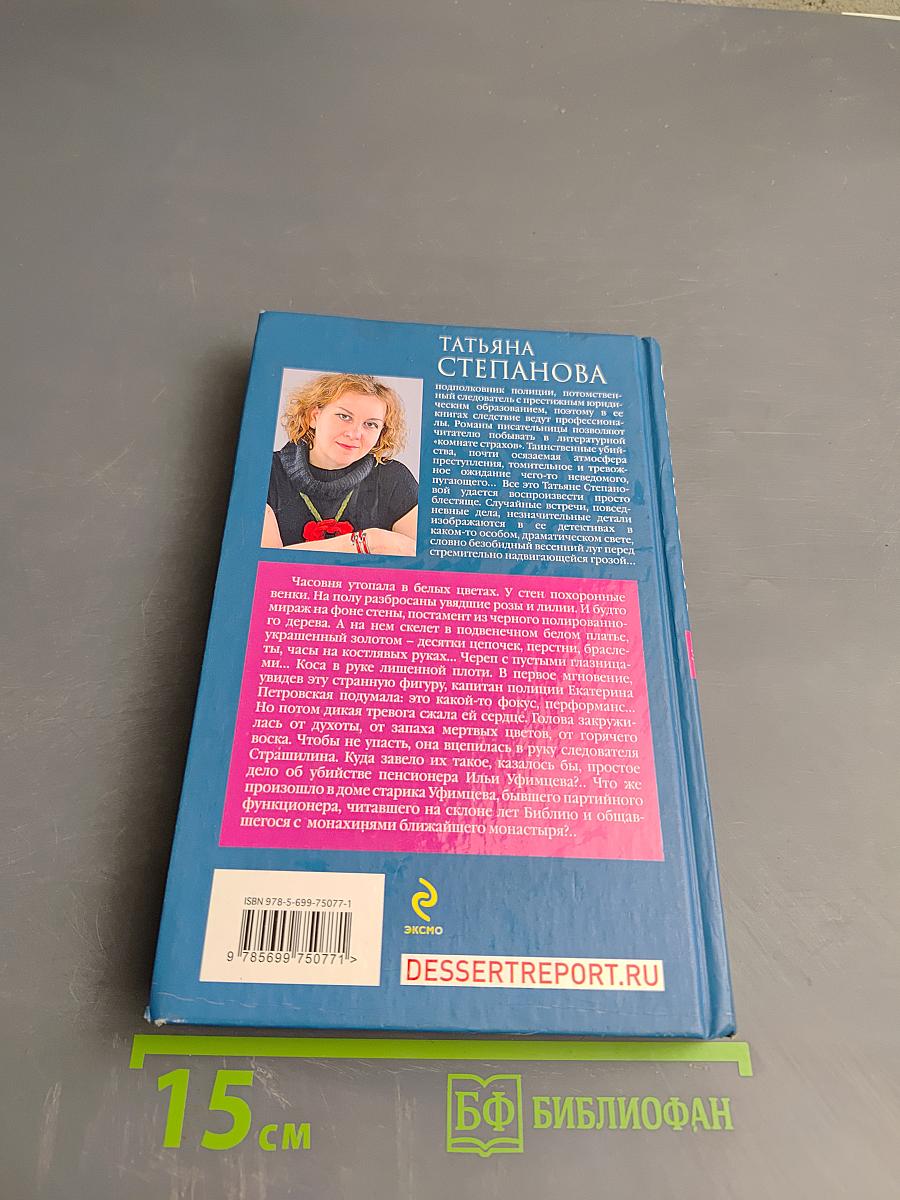 ТАТЬЯНА
СТЕПАНОВА
подполковник полиции, потомствен-
ный следователь с престижным юриди-
ческим образованием, поэтому в ее
книгах следствие ведут профессиона-
лы. Романы писательницы позволяют
читателю побывать в литературной
«комнате страхов». Таинственные убий-
ства, почти осязаемая атмосфера
преступления, томительное и тревож-
ное ожидание чего-то неведомого,
пугающего... Все это Татьяне Степано-
вой удается воспроизвести просто
блестяще. Случайные встречи, повсед-
невные дела, незначительные детали
изображаются в ее детективах в
каком-то особом, драматическом свете,
словно безобидный весенний луг перед
стремительно надвигающейся грозой...
Часовня утопала в белых цветах. У стен похоронные
венки. На полу разбросаны увядшие розы и лилии. И будто
мираж на фоне стены, постамент из черного полированно-
го дерева. А на нем скелет в подвенечном белом платье,
украшенный золотом – десятки цепочек, перстни, брасле-
ты, часы на костлявых руках... Череп с пустыми глазница-
ми... Коса в руке лишенной плоти. В первое мгновение,
увидев эту странную фигуру, капитан полиции Екатерина
Петровская подумала: это какой-то фокус, перформанс...
Но потом дикая тревога сжала ей сердце. Голова закружи-
лась от духоты, от запаха мертвых цветов, от горячего
воска. Чтобы не упасть, она вцепилась в руку следователя
Страшилина. Куда завело их такое, казалось бы, простое
дело об убийстве пенсионера Ильи Уфимцева?.. Что же
произошло в доме старика Уфимцева, бывшего партийного
функционера, читавшего на склоне лет Библию и общав-
шегося с монахинями ближайшего монастыря?..
ISBN 978-5-699-75077-1
9 785699 750771 >
ЭКСМО
DESSERTREPORT.RU
15 см
БФ БИБЛИОФАН